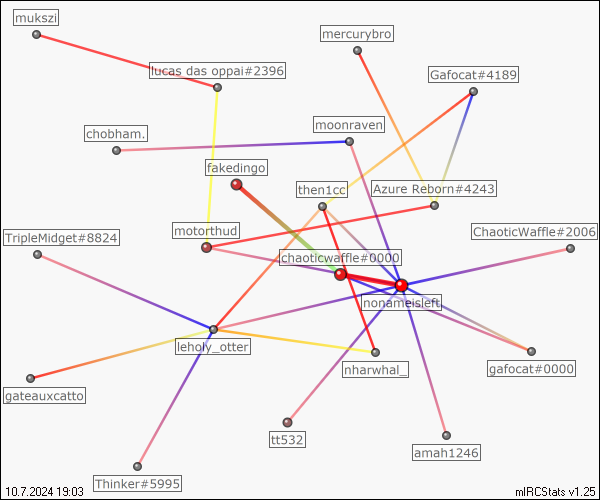 mukszi
mercurybro
lucas das oppai#2396
Gafocat#4189
moonraven
chobham.
fakedingo
then1cc
Azure Reborn#4243
motorthud
ChaoticWaffle#2006
TripleMidget#8824
chaoticwaffle#0000
nonameisleft
leholy_otter
nharwhal_
gafocat#0000
gateauxcatto
tt532
amah1246
Thinker#5995
10.7.2024 19:03
mIRCStats v1.25